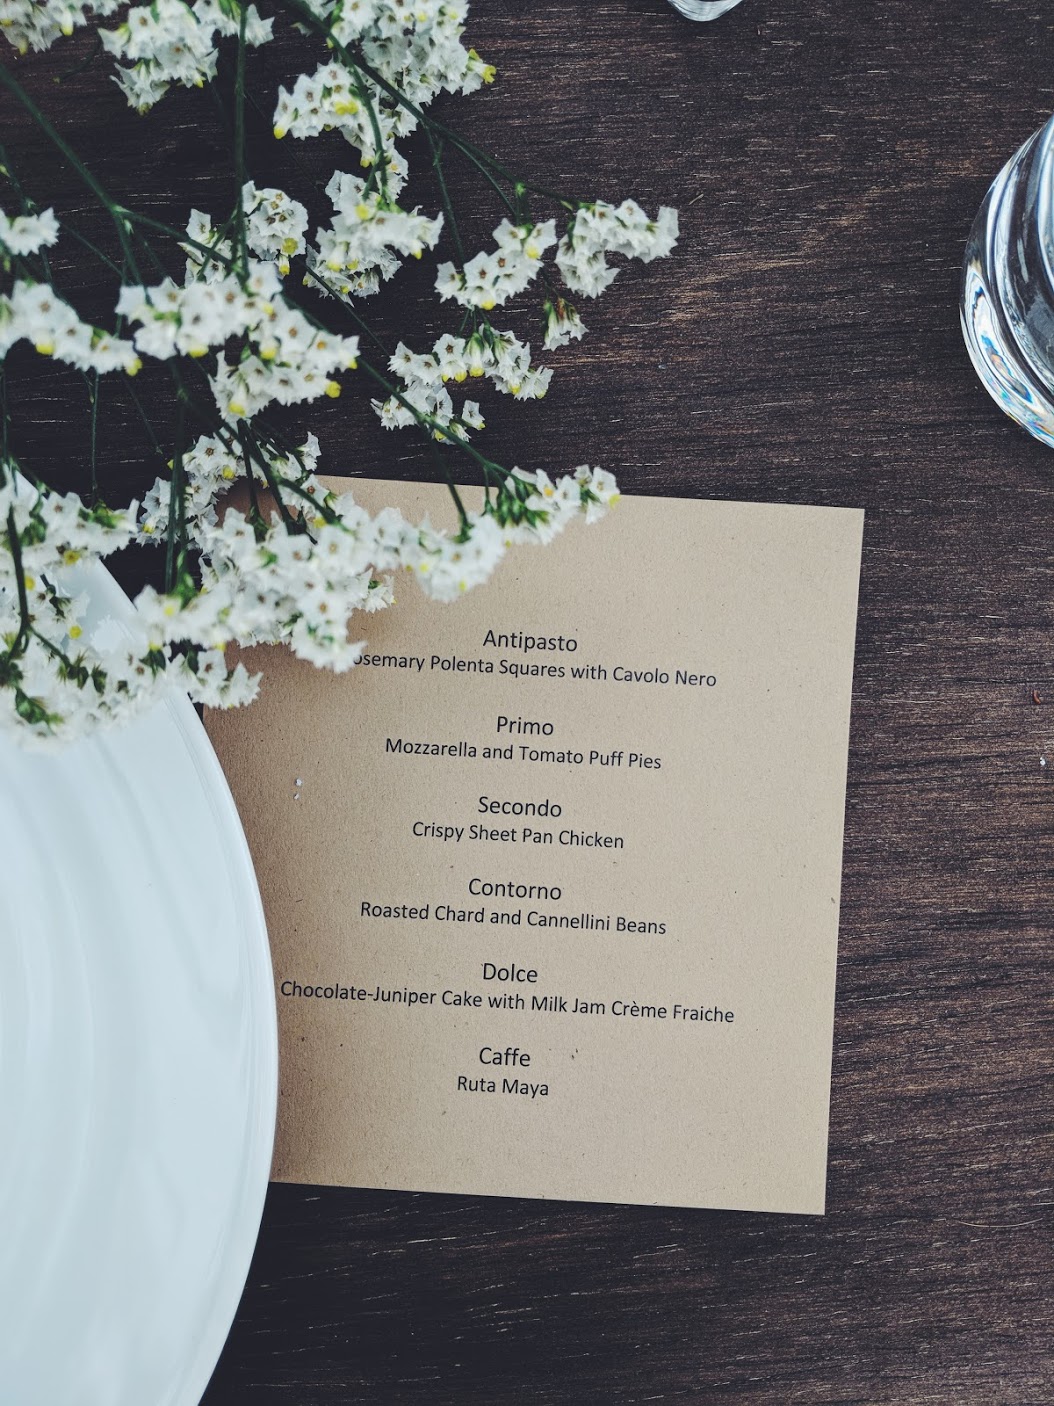 Antipasto
osemary Polenta Squares with Cavolo Nero
Primo
Mozzarella and Tomato Puff Pies
Secondo
Crispy Sheet Pan Chicken
Contorno
Roasted Chard and Cannellini Beans
Dolce
Chocolate-Juniper Cake with Milk Jam Crème Fraiche
Caffe
Ruta Maya